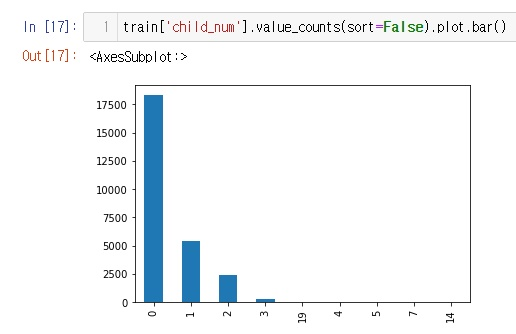 In [17]: 1 train['child_num'].value_counts(sort=False).plot.bar()
Out[17]: <AxesSubplot:>
17500
15000
12500
10000
7500
5000
2500
0
0 1 2 3 19 4 5 7 14